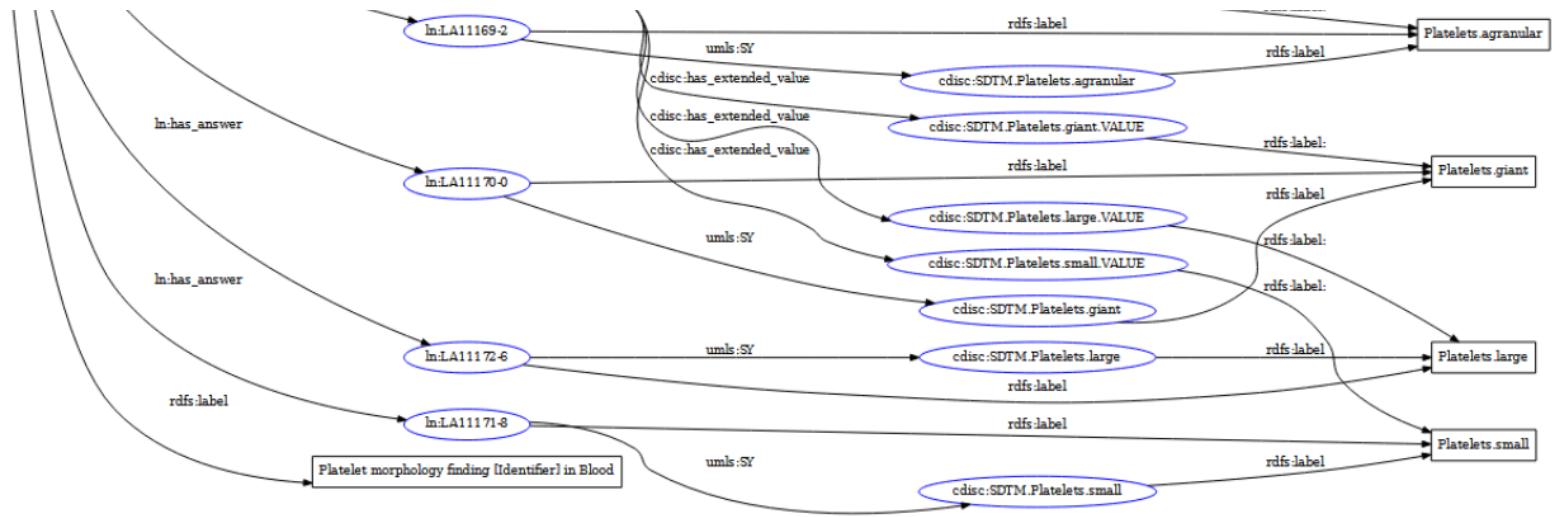 rdfs:label
ln:LA11169-2
Platelets.agranular
umls:SY
rdfs:label
cdisc:has_extended_value
cdisc:SDTM.Platelets.agranular
cdisc:has_extended_value
ln:has_answer
cdisc:SDTM.Platelets.giant.VALUE
cdisc:has_extended_value
rdfs:label:
rdfs:label
Platelets.giant
ln:LA11170-0
rdfs:label
cdisc:SDTM.Platelets.large.VALUE
umls:SY
rdfs:label:
cdisc:SDTM.Platelets.small.VALUE
ln:has_answer
rdfs:label:
cdisc:SDTM.Platelets.giant
umls:SY
rdfs:label
ln:LA11172-6
cdisc:SDTM.Platelets.large
Platelets.large
rdfs:label
rdfs:label
ln:LA11171-8
rdfs:label
Platelets.small
umls:SY
rdfs:label
Platelet morphology finding [Identifier] in Blood
cdisc:SDTM.Platelets.small